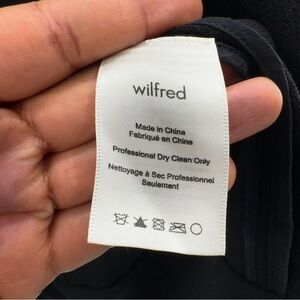 wilfred
Made in China
Fabriqué en Chine
Professional Dry Clean Only
Nettoyage à Sec Professionnel
Seulement